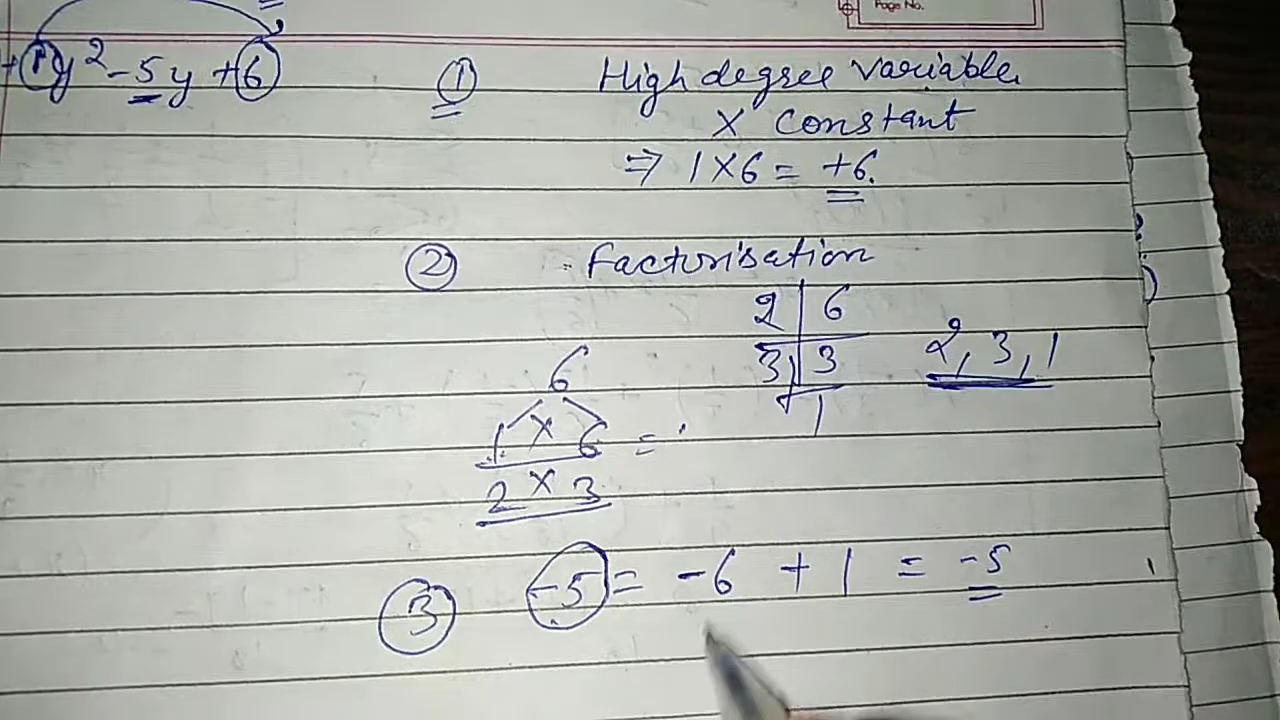 Page No.
+1y² - 5y + 6
① High degree variable
× constant
⇒ 1×6 = +6.
② Factorisation
2 | 6
3 | 3
1
2, 3, 1
6
1 × 6 =
2 × 3
③ -5 = -6 + 1 = -5